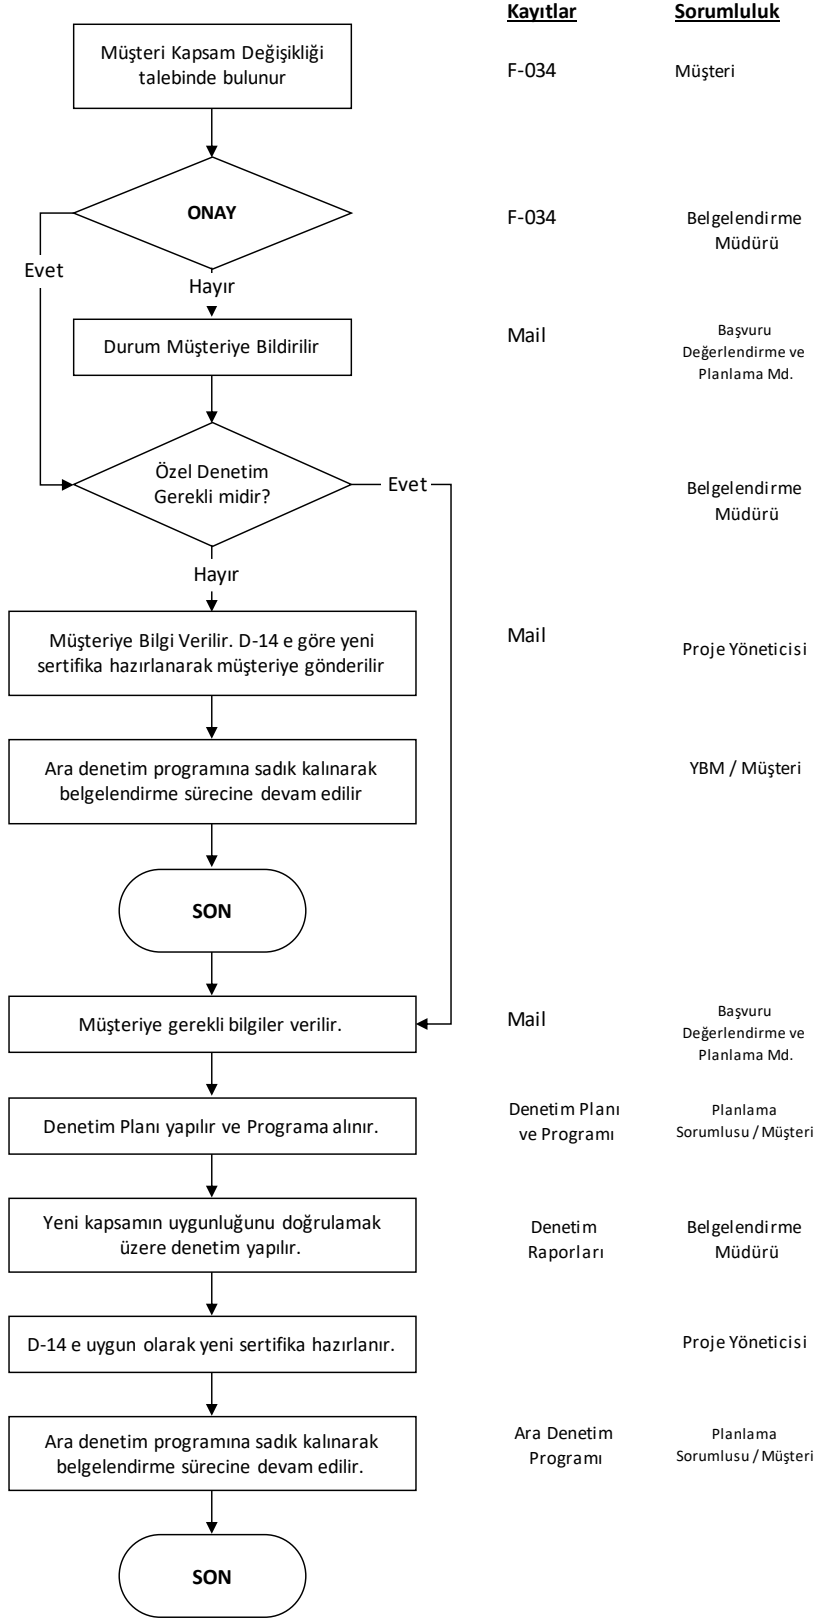 Kayıtlar
Sorumluluk
Müşteri Kapsam Değişikliği
talebinde bulunur
F-034
Müşteri
ONAY
F-034
Belgelendirme
Müdürü
Evet
Hayır
Durum Müşteriye Bildirilir
Mail
Başvuru
Değerlendirme ve
Planlama Md.
Özel Denetim
Gerekli midir?
Evet
Belgelendirme
Müdürü
Hayır
Müşteriye Bilgi Verilir. D-14 e göre yeni
sertifika hazırlanarak müşteriye gönderilir
Mail
Proje Yöneticisi
Ara denetim programına sadık kalınarak
belgelendirme sürecine devam edilir
YBM / Müşteri
SON
Müşteriye gerekli bilgiler verilir.
Mail
Başvuru
Değerlendirme ve
Planlama Md.
Denetim Planı yapılır ve Programa alınır.
Denetim Planı
ve Programı
Planlama
Sorumlusu / Müşteri
Yeni kapsamın uygunluğunu doğrulamak
üzere denetim yapılır.
Denetim
Raporları
Belgelendirme
Müdürü
D-14 e uygun olarak yeni sertifika hazırlanır.
Proje Yöneticisi
Ara denetim programına sadık kalınarak
belgelendirme sürecine devam edilir.
Ara Denetim
Programı
Planlama
Sorumlusu / Müşteri
SON